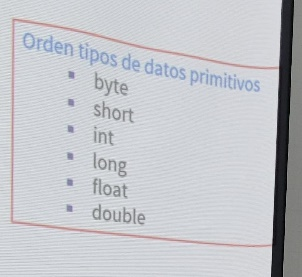 Orden tipos de datos primitivos
▪ byte
▪ short
▪ int
▪ long
▪ float
▪ double